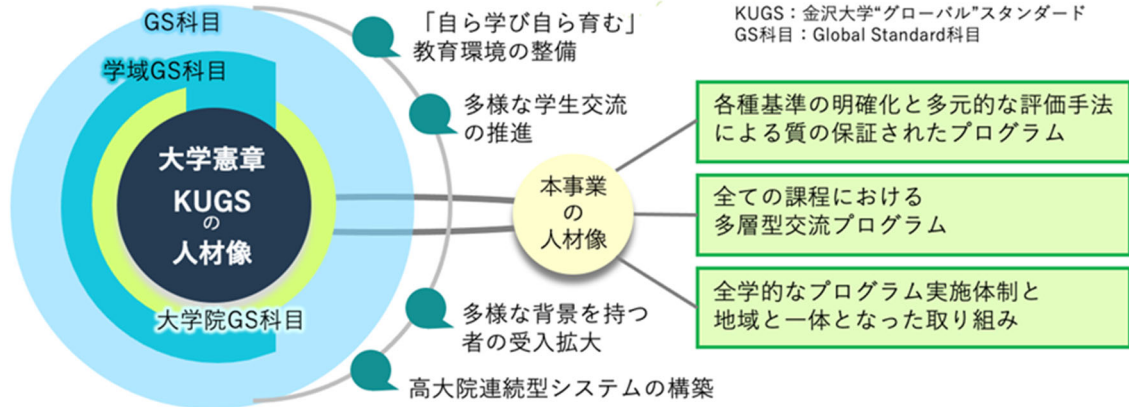 GS科目
学域GS科目
大学憲章
KUGS
の
人材像
大学院GS科目
「自ら学び自ら育む」
教育環境の整備
多様な学生交流
の推進
多様な背景を持つ
者の受入拡大
高大院連続型システムの構築
本事業
の
人材像
KUGS：金沢大学“グローバル”スタンダード
GS科目：Global Standard科目
各種基準の明確化と多元的な評価手法
による質の保証されたプログラム
全ての課程における
多層型交流プログラム
全学的なプログラム実施体制と
地域と一体となった取り組み